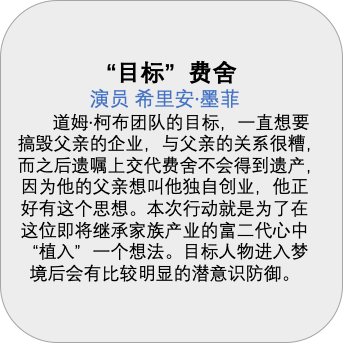 “目标” 费舍
演员 希里安·墨菲
道姆·柯布团队的目标，一直想要
搞毁父亲的企业，与父亲的关系很糟，
而之后遗嘱上交代费舍不会得到遗产，
因为他的父亲想叫他独自创业，他正
好有这个思想。本次行动就是为了在
这位即将继承家族产业的富二代心中
“植入” 一个想法。目标人物进入梦
境后会有比较明显的潜意识防御。